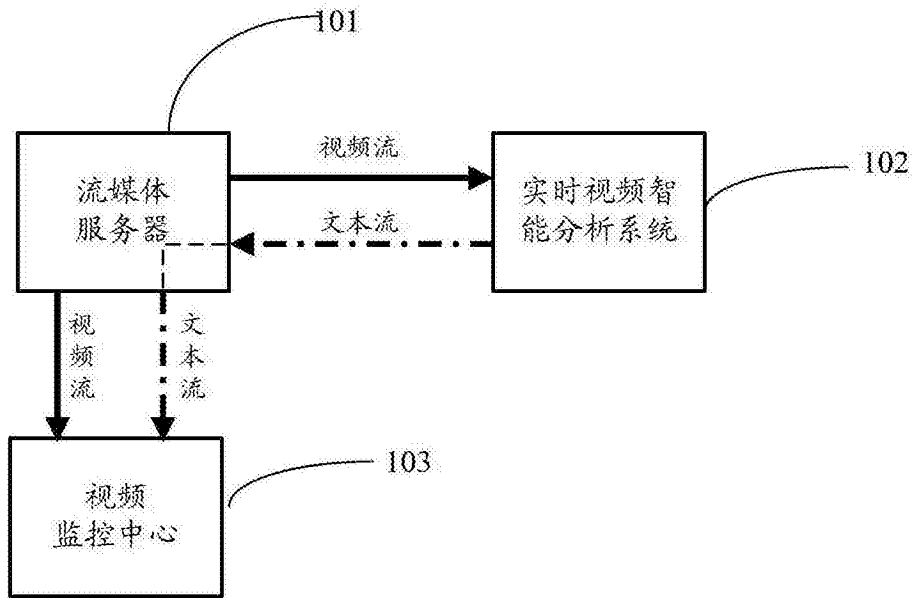 101
视频流
流媒体
服务器
实时视频智
能分析系统
102
文本流
视频流
文本流
视频
监控中心
103